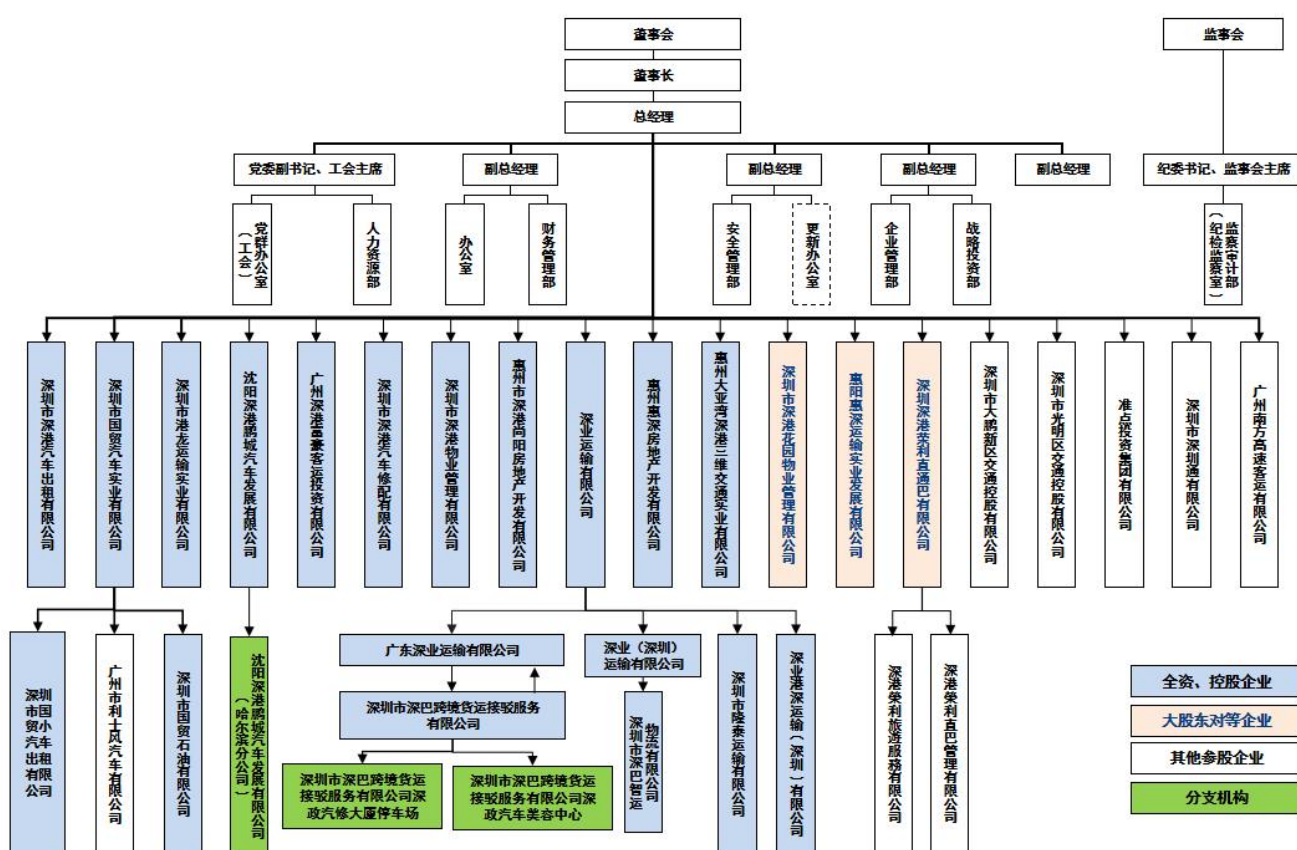 董事会
监事会
董事长
总经理
党委副书记、工会主席
副总经理
副总经理
副总经理
副总经理
纪委书记、监事会主席
党群办公室
（工会）
人力资源部
办公室
财务管理部
安全管理部
更新办公室
企业管理部
战略投资部
监察审计部
（纪检监察室）
深圳市深港汽车出租有限公司
深圳市国贸汽车实业有限公司
深圳市港龙运输实业有限公司
沈阳深港鹏城汽车发展有限公司
广州深港富豪客运投资有限公司
深圳市深港汽车修配有限公司
深圳市深港物业管理有限公司
惠州市深港尚阳房地产开发有限公司
深业运输有限公司
惠州惠深房地产开发有限公司
惠州大亚湾深港三维交通实业有限公司
深圳市深港花园物业管理有限公司
惠阳惠深运输实业发展有限公司
深圳深港荣利直通巴有限公司
深圳市大鹏新区交通控股有限公司
深圳市光明区交通控股有限公司
准点投资集团有限公司
深圳市深圳通有限公司
广州南方高速客运有限公司
深圳
市国
贸小
汽车
出租
有限
公司
广州市利士风汽车有限公司
深圳市国贸石油有限公司
沈阳深港鹏城汽车发展有限公司
（哈尔滨分公司）
广东深业运输有限公司
深圳市深巴跨境货运接驳服务
有限公司
深圳市深巴跨境货运
接驳服务有限公司深
政汽修大厦停车场
深圳市深巴跨境货运
接驳服务有限公司深
政汽车美容中心
深业（深圳）
运输有限公司
深圳市深巴智运
物流有限公司
深圳市隆泰运输有限公司
深业港深运输（深圳）有限公司
深港荣利旅游服務有限公司
深港荣利直巴管理有限公司
全资、控股企业
大股东对等企业
其他参股企业
分支机构